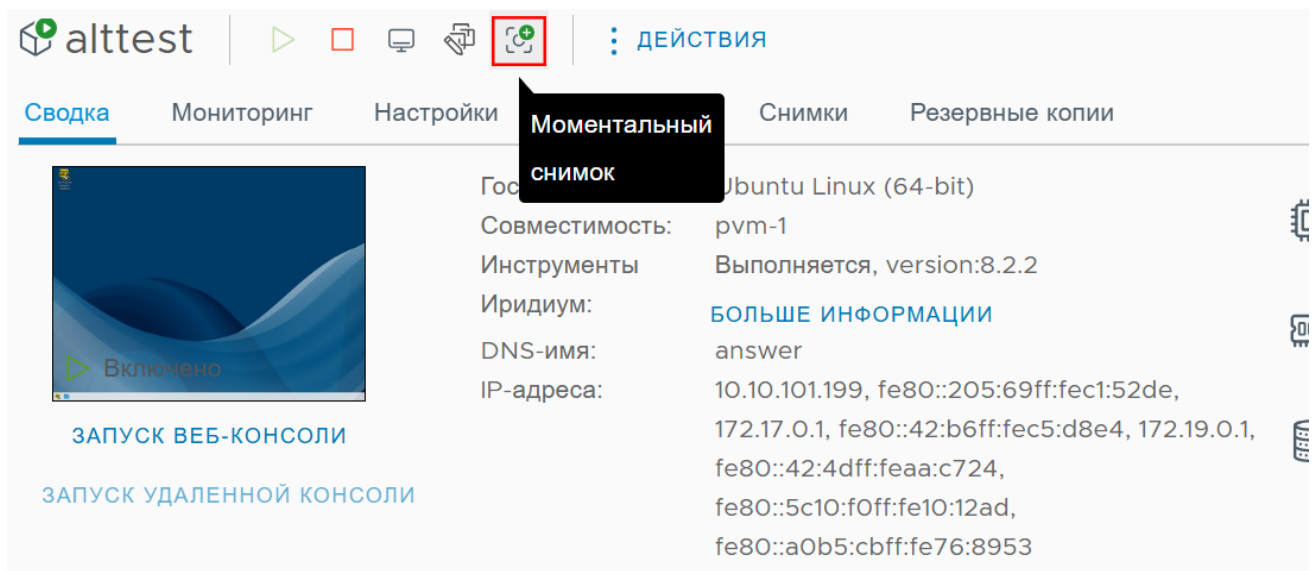 alttest
ДЕЙСТВИЯ
Сводка Мониторинг Настройки Снимки Резервные копии
Моментальный
снимок
Гос Ubuntu Linux (64-bit)
Совместимость: pvm-1
Инструменты Выполняется, version:8.2.2
Иридиум:
БОЛЬШЕ ИНФОРМАЦИИ
DNS-имя: answer
IP-адреса: 10.10.101.199, fe80::205:69ff:fec1:52de,
172.17.0.1, fe80::42:b6ff:fec5:d8e4, 172.19.0.1,
fe80::42:4dff:feaa:c724,
fe80::5c10:f0ff:fe10:12ad,
fe80::a0b5:cbff:fe76:8953
Включено
ЗАПУСК ВЕБ-КОНСОЛИ
ЗАПУСК УДАЛЕННОЙ КОНСОЛИ